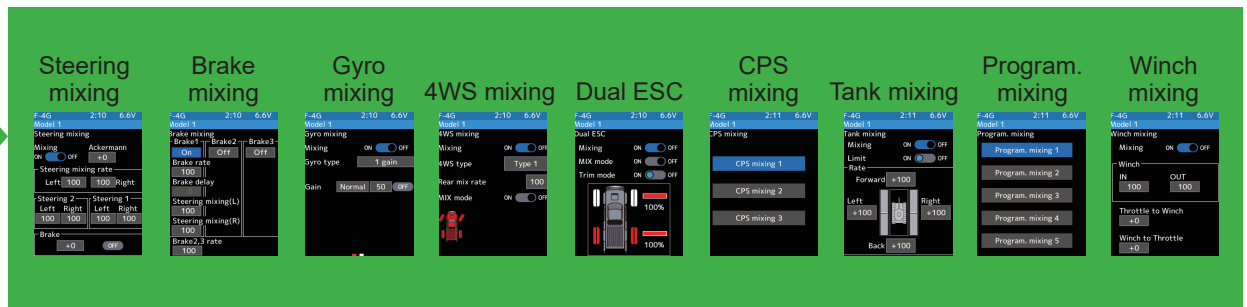 Steering
mixing
F-4G 2:10 6.6V
Model 1
Steering mixing
Mixing Ackermann
ON OFF +0
Steering mixing rate
Left 100 100 Right
Steering 2 Steering 1
Left Right Left Right
100 100 100 100
Brake
+0 OFF
Brake
mixing
F-4G 2:10 6.6V
Model 1
Brake mixing
Brake1 Brake2 Brake3
On Off Off
Brake rate
100
Brake delay
Steering mixing(L)
100
Steering mixing(R)
100
Brake2,3 rate
100
Gyro
mixing
F-4G 2:10 6.6V
Model 1
Gyro mixing
Mixing ON OFF
Gyro type 1 gain
Gain Normal 50 OFF
4WS mixing
F-4G 2:10 6.6V
Model 1
4WS mixing
Mixing ON OFF
4WS type Type 1
Rear mix rate 100
MIX mode ON OFF
Dual ESC
F-4G 2:10 6.6V
Model 1
Dual ESC
Mixing ON OFF
MIX mode ON OFF
Trim mode ON OFF
100%
100%
CPS
mixing
F-4G 2:11 6.6V
Model 1
CPS mixing
CPS mixing 1
CPS mixing 2
CPS mixing 3
Tank mixing
F-4G 2:11 6.6V
Model 1
Tank mixing
Mixing ON OFF
Limit ON OFF
Rate
Forward +100
Left Right
+100 +100
Back +100
Program.
mixing
F-4G 2:11 6.6V
Model 1
Program. mixing
Program. mixing 1
Program. mixing 2
Program. mixing 3
Program. mixing 4
Program. mixing 5
Winch
mixing
F-4G 2:11 6.6V
Model 1
Winch mixing
Mixing ON OFF
Winch
IN OUT
100 100
Throttle to Winch
+0
Winch to Throttle
+0